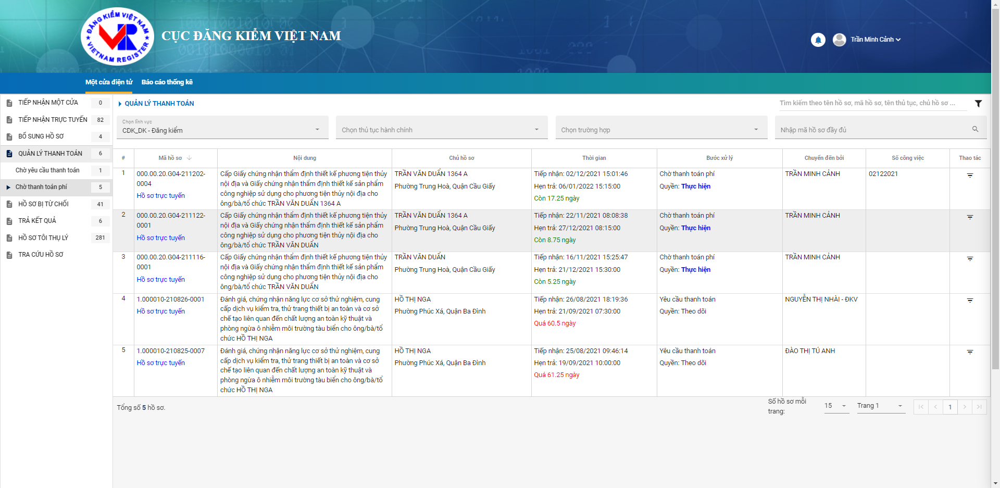 ĐĂNG KIỂM VIỆT NAM
VR
VIETNAM REGISTER
CỤC ĐĂNG KIỂM VIỆT NAM
Trần Minh Cảnh
Một cửa điện tử
Báo cáo thống kê
TIẾP NHẬN MỘT CỬA 0
TIẾP NHẬN TRỰC TUYẾN 82
BỔ SUNG HỒ SƠ 4
QUẢN LÝ THANH TOÁN 6
Chờ yêu cầu thanh toán 1
Chờ thanh toán phí 5
HỒ SƠ BỊ TỪ CHỐI 41
TRẢ KẾT QUẢ 6
HỒ SƠ TÔI THỤ LÝ 281
TRA CỨU HỒ SƠ
QUẢN LÝ THANH TOÁN
Tìm kiếm theo tên hồ sơ, mã hồ sơ, tên thủ tục, chủ hồ sơ ...
Chọn lĩnh vực
CDK_DK - Đăng kiểm
Chọn thủ tục hành chính
Chọn trường hợp
Nhập mã hồ sơ đầy đủ
# Mã hồ sơ Nội dung Chủ hồ sơ Thời gian Bước xử lý Chuyển đến bởi Số công việc Thao tác
1
000.00.20.G04-211202-
0004
Hồ sơ trực tuyến
Cấp Giấy chứng nhận thẩm định thiết kế phương tiện thủy
nội địa và Giấy chứng nhận thẩm định thiết kế sản phẩm
công nghiệp sử dụng cho phương tiện thủy nội địa cho
ông/bà/tổ chức TRẦN VĂN DUẨN 1364 A
TRẦN VĂN DUẨN 1364 A
Phường Trung Hoà, Quận Cầu Giấy
Tiếp nhận: 02/12/2021 15:01:46
Hẹn trả: 06/01/2022 15:15:00
Còn 17.25 ngày
Chờ thanh toán phí
Quyền: Thực hiện
TRẦN MINH CẢNH
02122021
2
000.00.20.G04-211122-
0001
Hồ sơ trực tuyến
Cấp Giấy chứng nhận thẩm định thiết kế phương tiện thủy
nội địa và Giấy chứng nhận thẩm định thiết kế sản phẩm
công nghiệp sử dụng cho phương tiện thủy nội địa cho
ông/bà/tổ chức TRẦN VĂN DUẨN
TRẦN VĂN DUẨN 1364 A
Phường Trung Hoà, Quận Cầu Giấy
Tiếp nhận: 22/11/2021 08:08:38
Hẹn trả: 27/12/2021 08:15:00
Còn 8.75 ngày
Chờ thanh toán phí
Quyền: Thực hiện
TRẦN MINH CẢNH
3
000.00.20.G04-211116-
0001
Hồ sơ trực tuyến
Cấp Giấy chứng nhận thẩm định thiết kế phương tiện thủy
nội địa và Giấy chứng nhận thẩm định thiết kế sản phẩm
công nghiệp sử dụng cho phương tiện thủy nội địa cho
ông/bà/tổ chức TRẦN VĂN DUẨN
TRẦN VĂN DUẨN
Phường Trung Hoà, Quận Cầu Giấy
Tiếp nhận: 16/11/2021 15:25:47
Hẹn trả: 21/12/2021 15:30:00
Còn 5.25 ngày
Chờ thanh toán phí
Quyền: Thực hiện
TRẦN MINH CẢNH
4
1.000010-210826-0001
Hồ sơ trực tuyến
Đánh giá, chứng nhận năng lực cơ sở thử nghiệm, cung
cấp dịch vụ kiểm tra, thử trang thiết bị an toàn và cơ sở
chế tạo liên quan đến chất lượng an toàn kỹ thuật và
phòng ngừa ô nhiễm môi trường tàu biển cho ông/bà/tổ
chức HỒ THỊ NGA
HỒ THỊ NGA
Phường Phúc Xá, Quận Ba Đình
Tiếp nhận: 26/08/2021 18:19:36
Hẹn trả: 21/09/2021 07:30:00
Quá 60.5 ngày
Yêu cầu thanh toán
Quyền: Theo dõi
NGUYỄN THỊ NHÀI - ĐKV
5
1.000010-210825-0007
Hồ sơ trực tuyến
Đánh giá, chứng nhận năng lực cơ sở thử nghiệm, cung
cấp dịch vụ kiểm tra, thử trang thiết bị an toàn và cơ sở
chế tạo liên quan đến chất lượng an toàn kỹ thuật và
phòng ngừa ô nhiễm môi trường tàu biển cho ông/bà/tổ
chức HỒ THỊ NGA
HỒ THỊ NGA
Phường Phúc Xá, Quận Ba Đình
Tiếp nhận: 25/08/2021 09:46:14
Hẹn trả: 19/09/2021 10:00:00
Quá 61.25 ngày
Yêu cầu thanh toán
Quyền: Theo dõi
ĐÀO THỊ TÚ ANH
Tổng số 5 hồ sơ.
Số hồ sơ mỗi
trang:
15
Trang 1
1